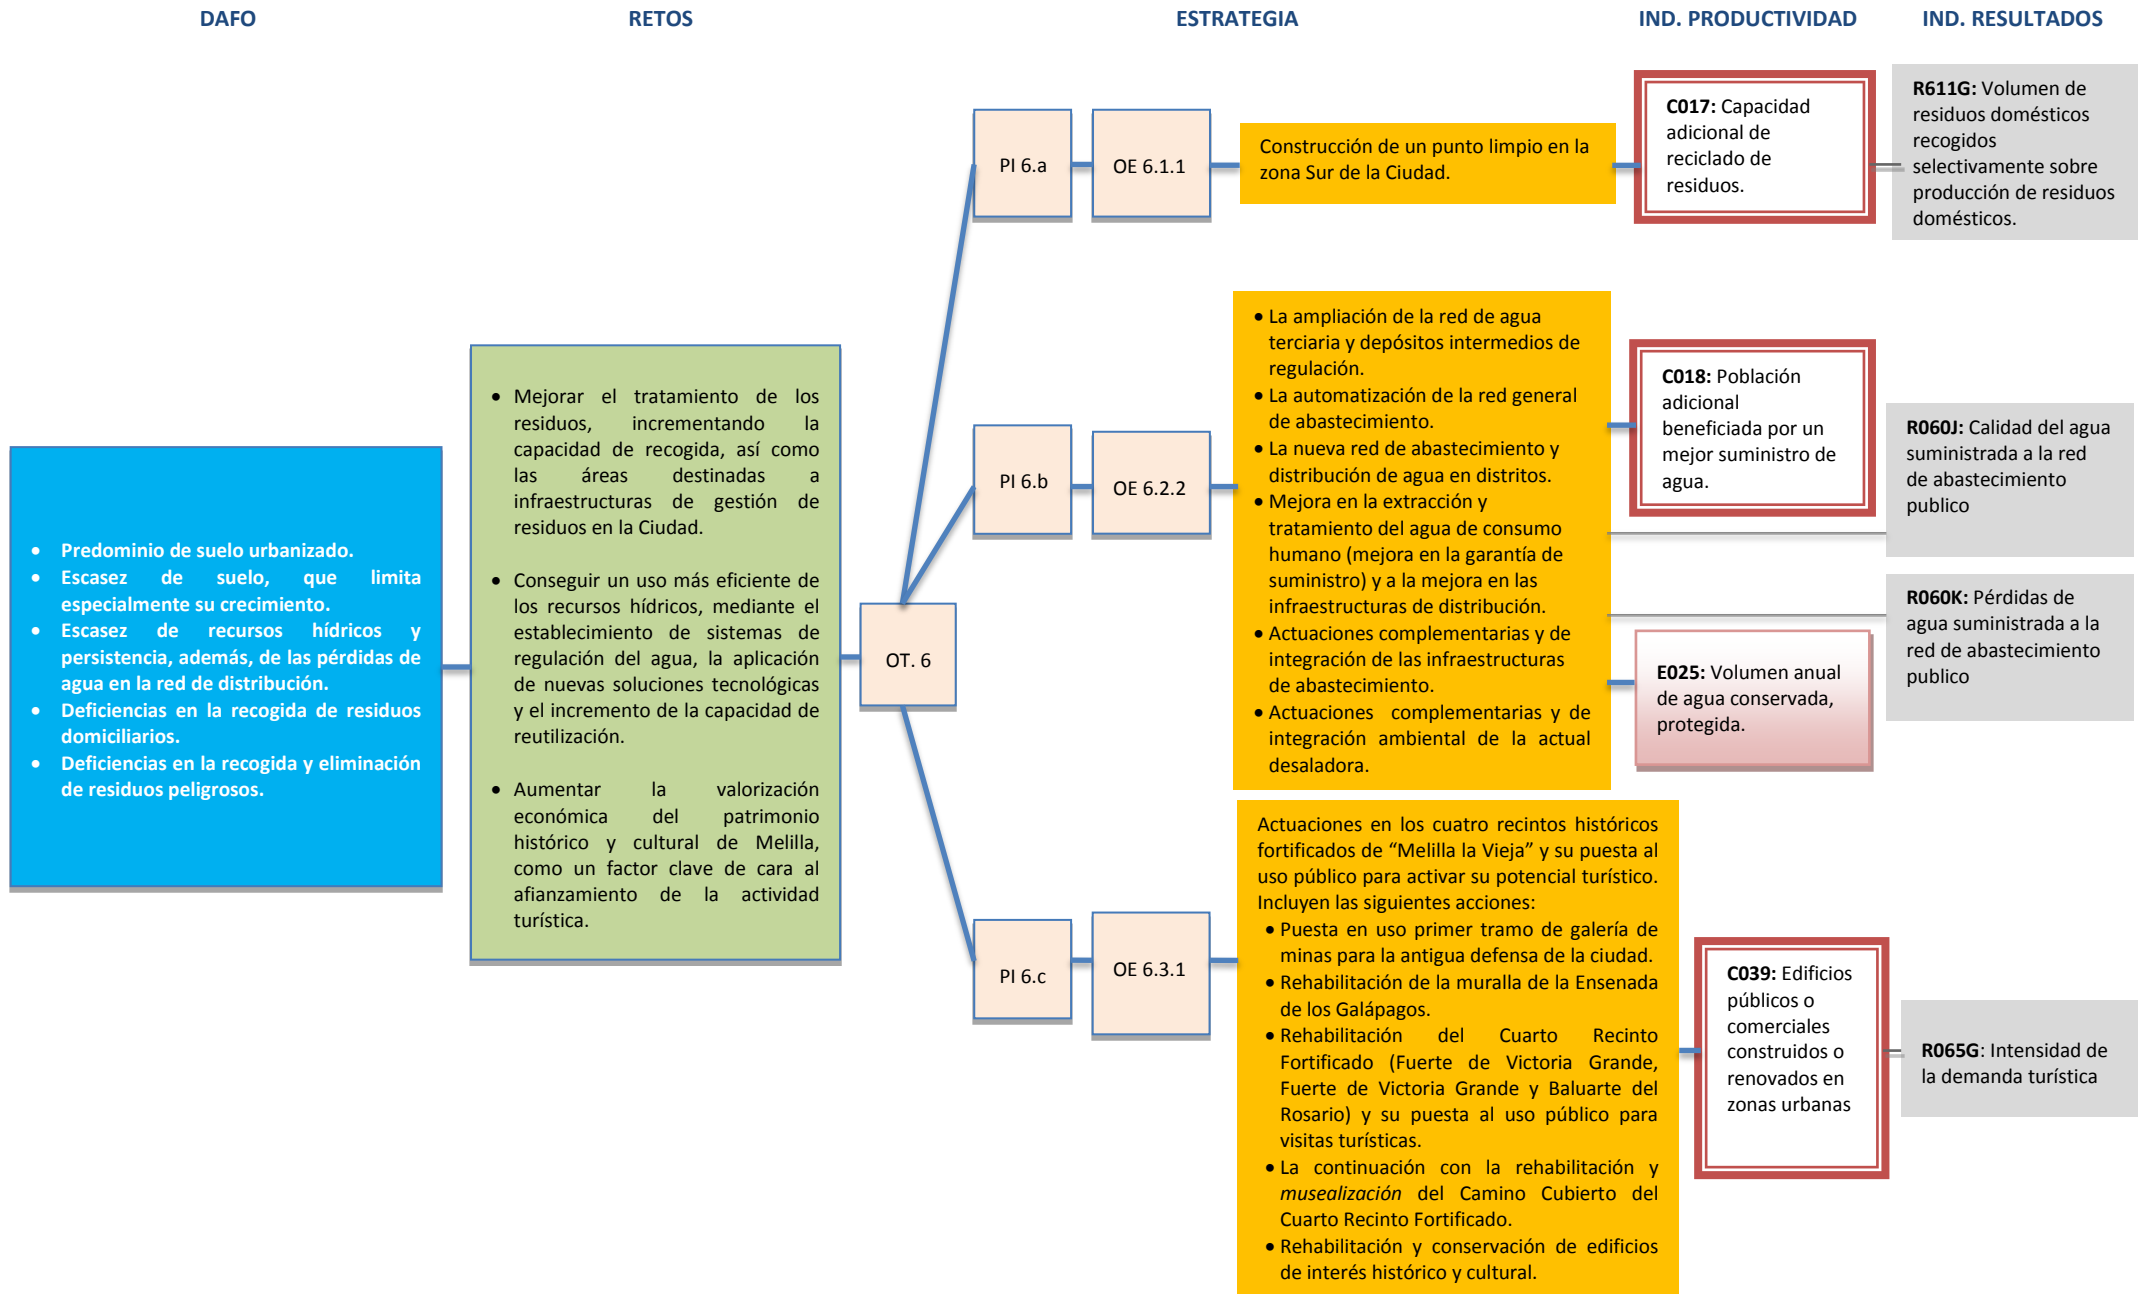 DAFO
RETOS
ESTRATEGIA
IND. PRODUCTIVIDAD
IND. RESULTADOS
• Predominio de suelo urbanizado.
• Escasez de suelo, que limita
especialmente su crecimiento.
• Escasez de recursos hídricos y
persistencia, además, de las pérdidas de
agua en la red de distribución.
• Deficiencias en la recogida de residuos
domiciliarios.
• Deficiencias en la recogida y eliminación
de residuos peligrosos.
• Mejorar el tratamiento de los
residuos, incrementando la
capacidad de recogida, así como
las áreas destinadas a
infraestructuras de gestión de
residuos en la Ciudad.
• Conseguir un uso más eficiente de
los recursos hídricos, mediante el
establecimiento de sistemas de
regulación del agua, la aplicación
de nuevas soluciones tecnológicas
y el incremento de la capacidad de
reutilización.
• Aumentar la valorización
económica del patrimonio
histórico y cultural de Melilla,
como un factor clave de cara al
afianzamiento de la actividad
turística.
OT. 6
PI 6.a
OE 6.1.1
Construcción de un punto limpio en la
zona Sur de la Ciudad.
C017: Capacidad
adicional de
reciclado de
residuos.
R611G: Volumen de
residuos domésticos
recogidos
selectivamente sobre
producción de residuos
domésticos.
PI 6.b
OE 6.2.2
• La ampliación de la red de agua
terciaria y depósitos intermedios de
regulación.
• La automatización de la red general
de abastecimiento.
• La nueva red de abastecimiento y
distribución de agua en distritos.
• Mejora en la extracción y
tratamiento del agua de consumo
humano (mejora en la garantía de
suministro) y a la mejora en las
infraestructuras de distribución.
• Actuaciones complementarias y de
integración de las infraestructuras
de abastecimiento.
• Actuaciones complementarias y de
integración ambiental de la actual
desaladora.
C018: Población
adicional
beneficiada por un
mejor suministro de
agua.
E025: Volumen anual
de agua conservada,
protegida.
R060J: Calidad del agua
suministrada a la red
de abastecimiento
publico
R060K: Pérdidas de
agua suministrada a la
red de abastecimiento
publico
PI 6.c
OE 6.3.1
Actuaciones en los cuatro recintos históricos
fortificados de “Melilla la Vieja” y su puesta al
uso público para activar su potencial turístico.
Incluyen las siguientes acciones:
• Puesta en uso primer tramo de galería de
minas para la antigua defensa de la ciudad.
• Rehabilitación de la muralla de la Ensenada
de los Galápagos.
• Rehabilitación del Cuarto Recinto
Fortificado (Fuerte de Victoria Grande,
Fuerte de Victoria Grande y Baluarte del
Rosario) y su puesta al uso público para
visitas turísticas.
• La continuación con la rehabilitación y
musealización del Camino Cubierto del
Cuarto Recinto Fortificado.
• Rehabilitación y conservación de edificios
de interés histórico y cultural.
C039: Edificios
públicos o
comerciales
construidos o
renovados en
zonas urbanas
R065G: Intensidad de
la demanda turística